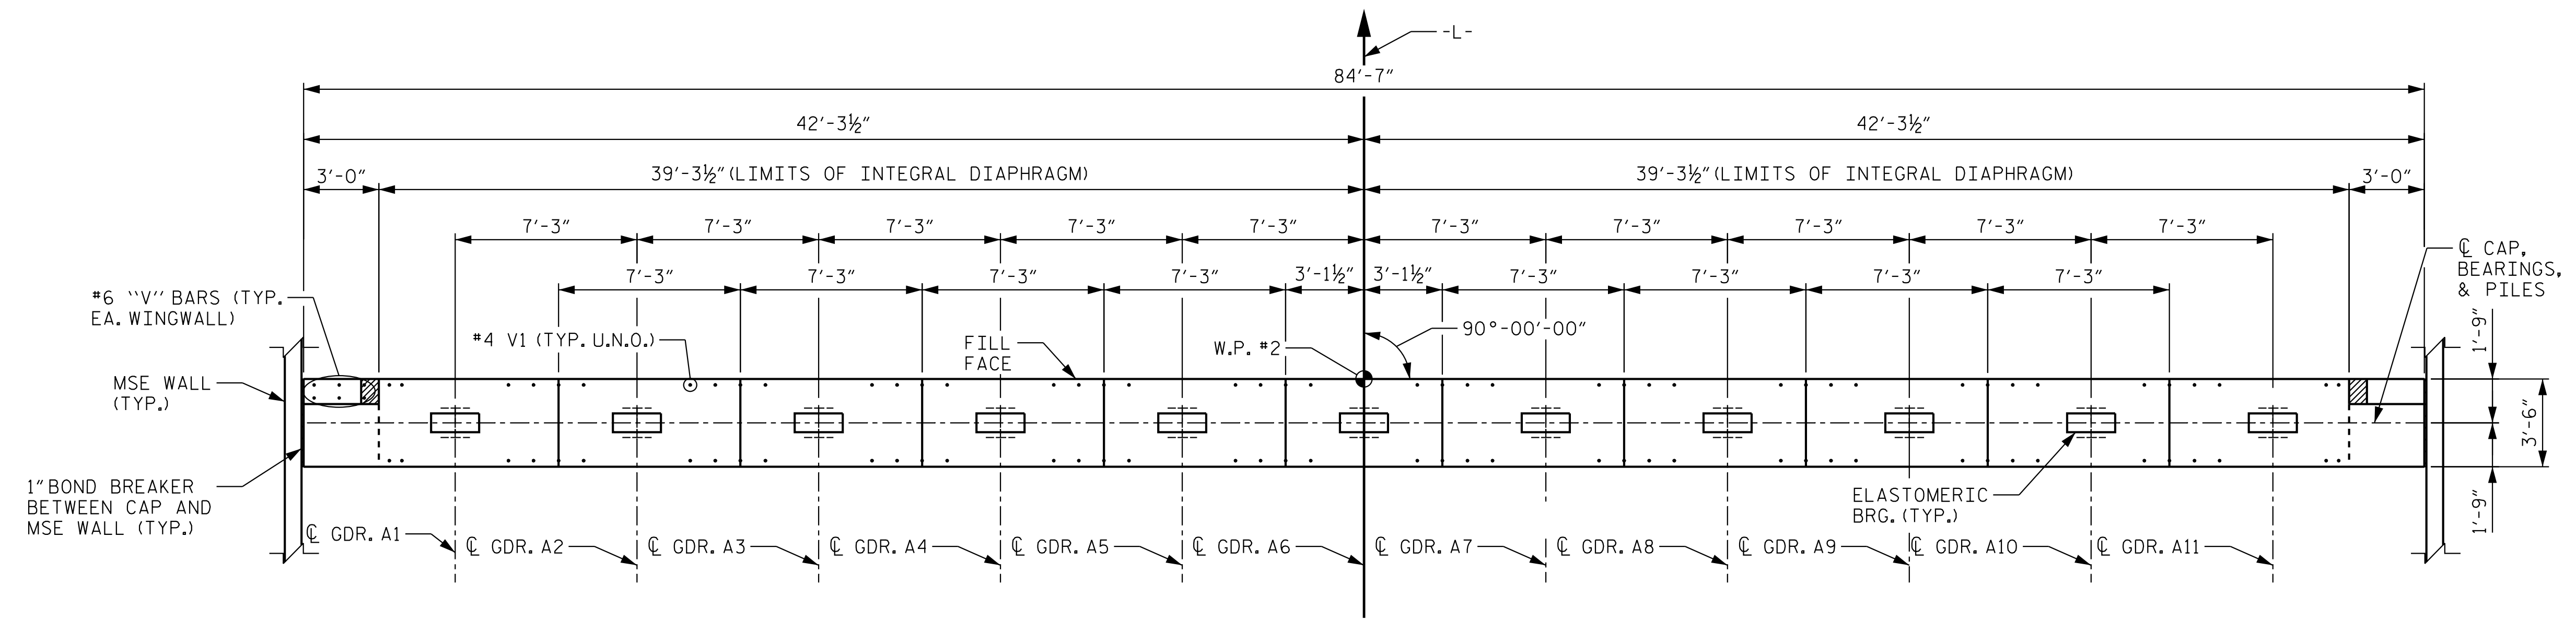 -L-
84'-7"
42'-3½" 42'-3½"
3'-0" 39'-3½" (LIMITS OF INTEGRAL DIAPHRAGM) 39'-3½" (LIMITS OF INTEGRAL DIAPHRAGM) 3'-0"
7'-3" 7'-3" 7'-3" 7'-3" 7'-3" 7'-3" 7'-3" 7'-3" 7'-3" 7'-3"
7'-3" 7'-3" 7'-3" 7'-3" 3'-1½" 3'-1½" 7'-3" 7'-3" 7'-3" 7'-3"
℄ CAP,
BEARINGS,
& PILES
#6 "V" BARS (TYP.
EA. WINGWALL)
#4 V1 (TYP. U.N.O.)
FILL
FACE
W.P. #2
90°-00'-00"
1'-9"
3'-6"
1'-9"
MSE WALL
(TYP.)
1" BOND BREAKER
BETWEEN CAP AND
MSE WALL (TYP.)
ELASTOMERIC
BRG. (TYP.)
℄ GDR. A1 ℄ GDR. A2 ℄ GDR. A3 ℄ GDR. A4 ℄ GDR. A5 ℄ GDR. A6 ℄ GDR. A7 ℄ GDR. A8 ℄ GDR. A9 ℄ GDR. A10 ℄ GDR. A11